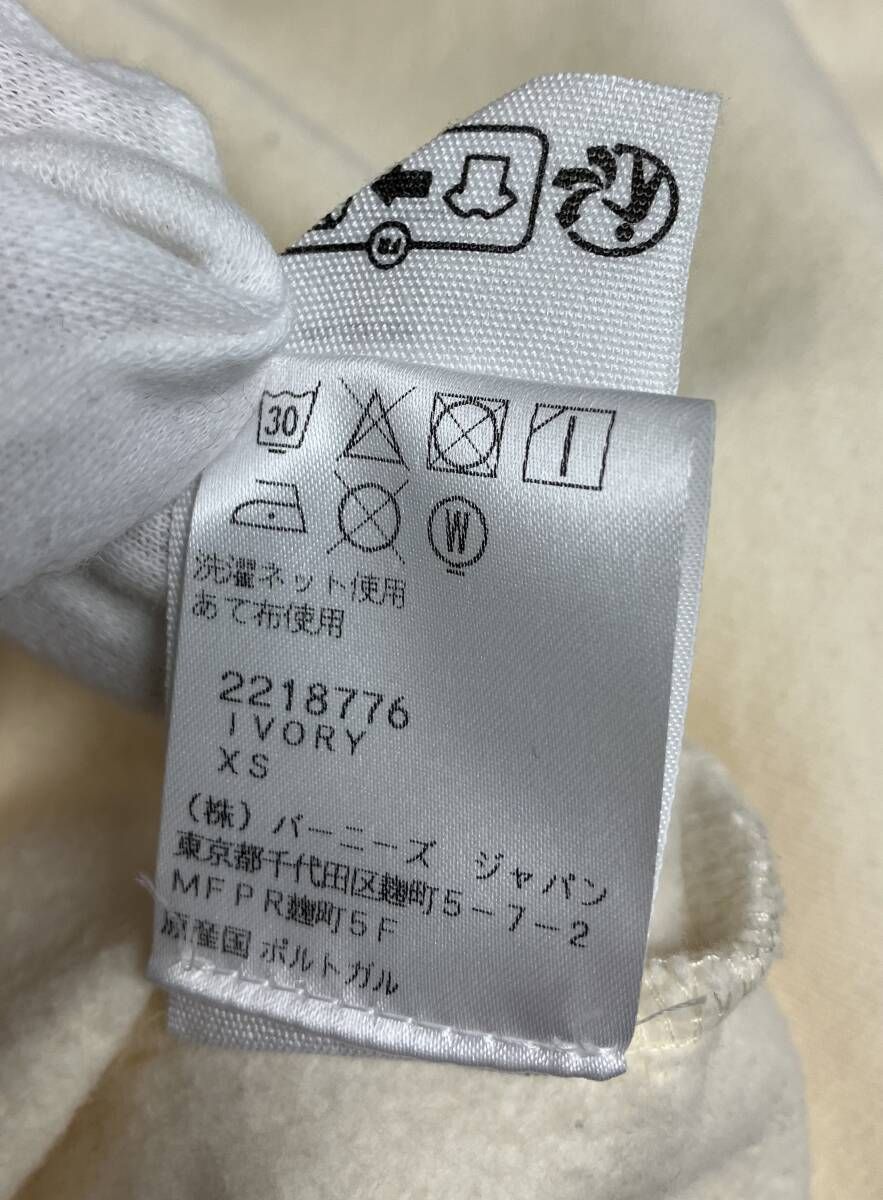 FR
30
W
洗濯ネット使用
あて布使用
2218776
IVORY
XS
(株) バーニーズ ジャパン
東京都千代田区麹町5-7-2
MFPR麹町5F
原産国 ポルトガル